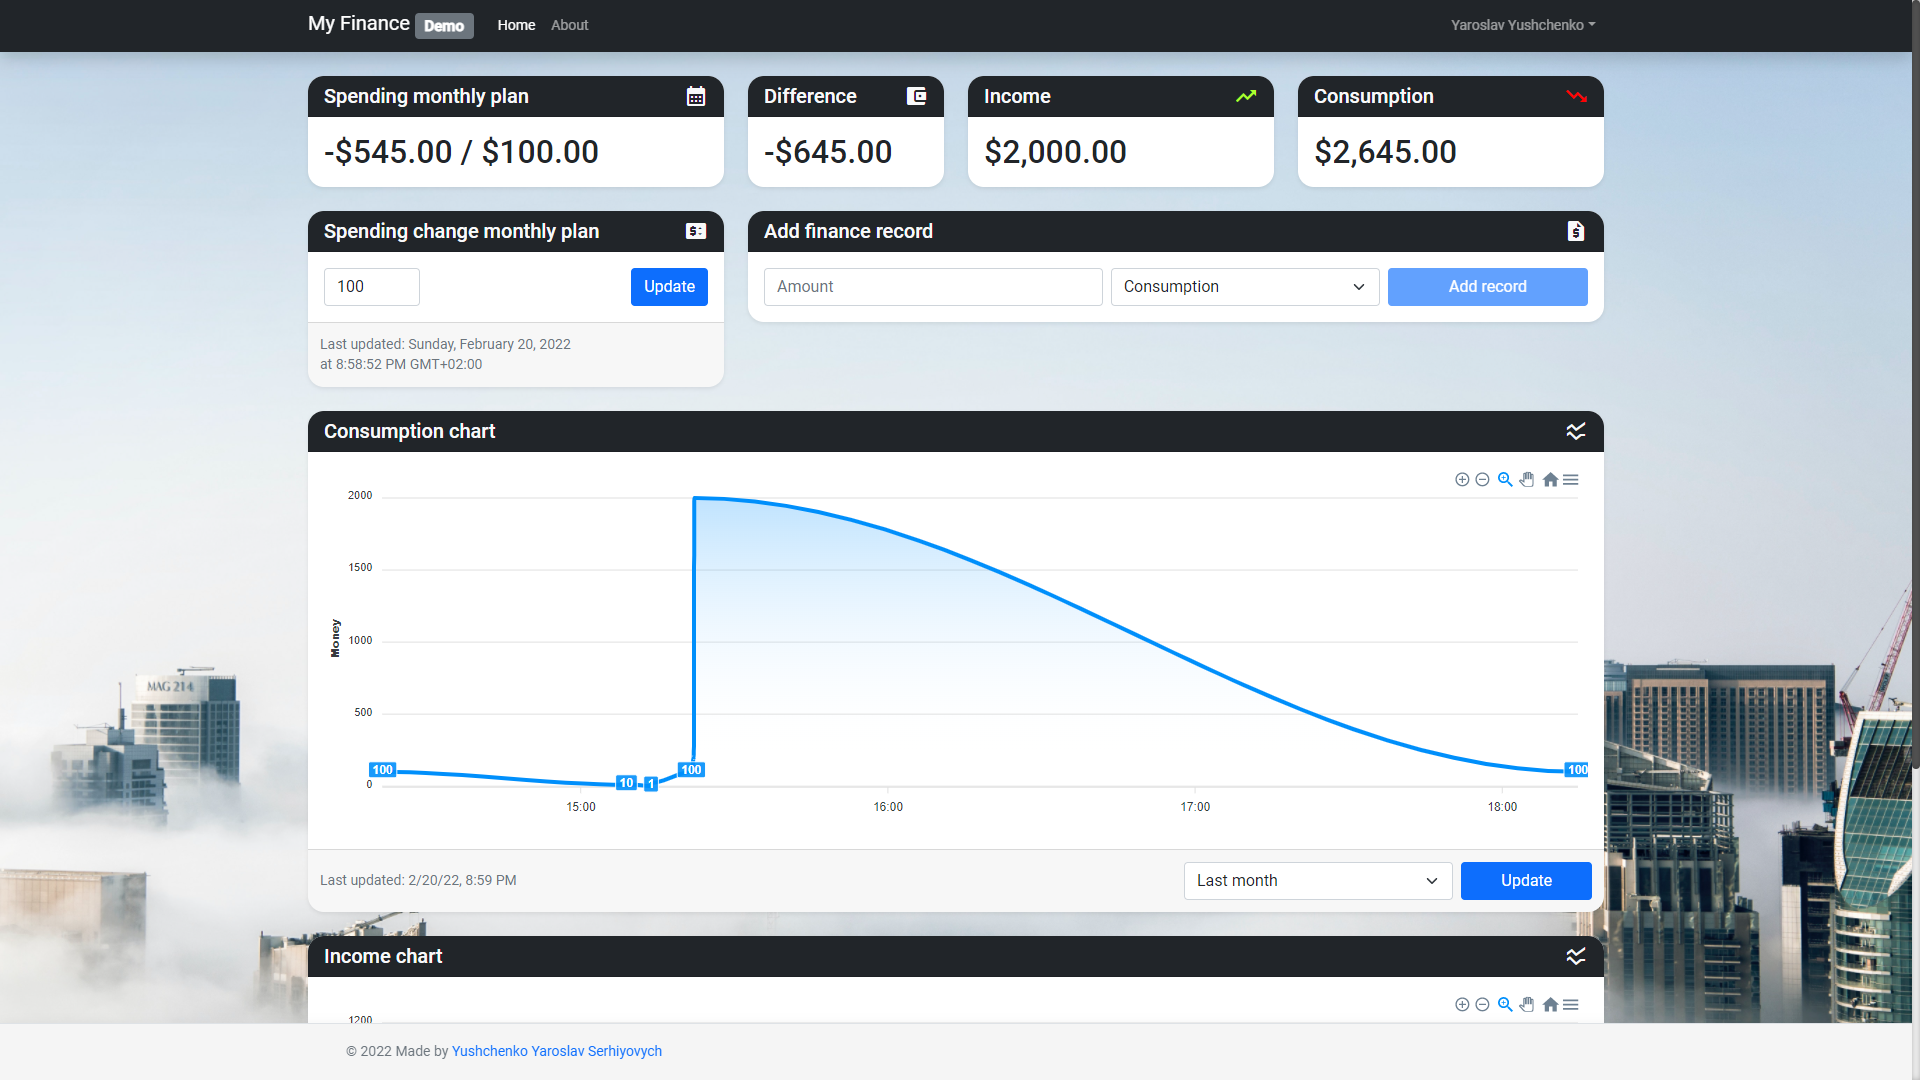 My Finance Demo Home About Yaroslav Yushchenko
Spending monthly plan
-$545.00 / $100.00
Difference
-$645.00
Income
$2,000.00
Consumption
$2,645.00
Spending change monthly plan
100 Update
Last updated: Sunday, February 20, 2022
at 8:58:52 PM GMT+02:00
Add finance record
Amount Consumption Add record
Consumption chart
Money
2000
1500
1000
500
0
100 10 1 100 100
15:00 16:00 17:00 18:00
Last updated: 2/20/22, 8:59 PM Last month Update
MAG 214
Income chart
1200
© 2022 Made by Yushchenko Yaroslav Serhiyovych